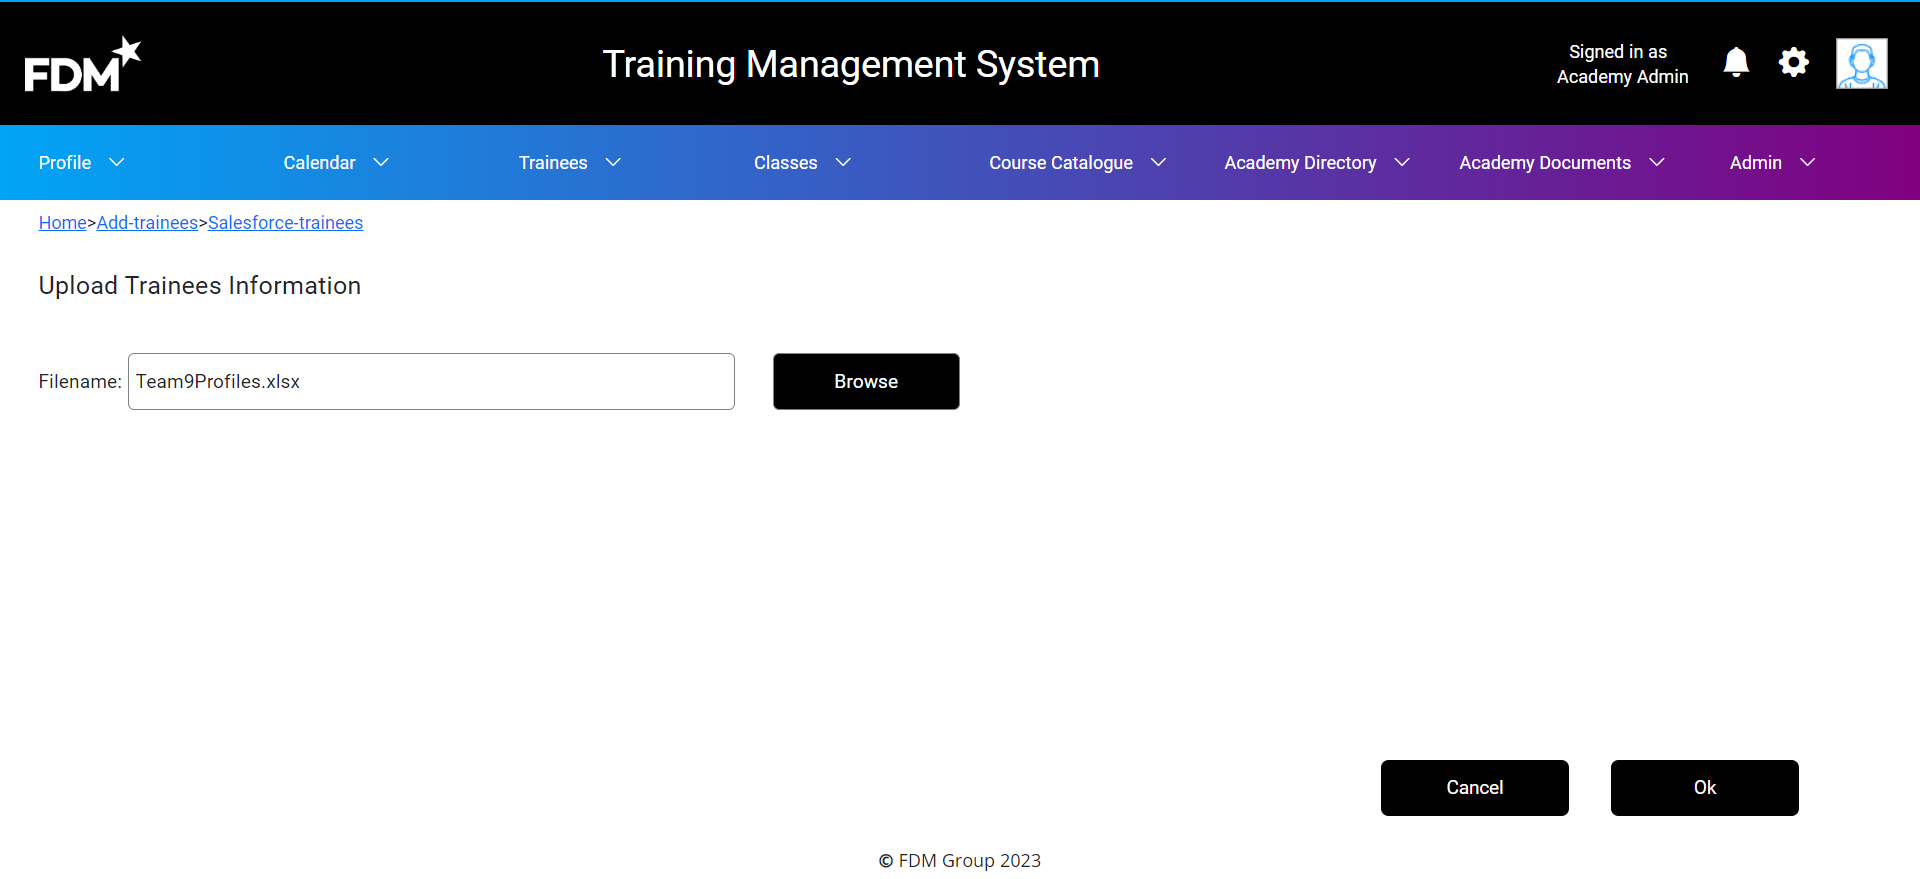 FDM
Training Management System
Signed in as
Academy Admin
Profile
Calendar
Trainees
Classes
Course Catalogue
Academy Directory
Academy Documents
Admin
Home>Add-trainees>Salesforce-trainees
Upload Trainees Information
Filename: Team9Profiles.xlsx
Browse
Cancel
Ok
© FDM Group 2023